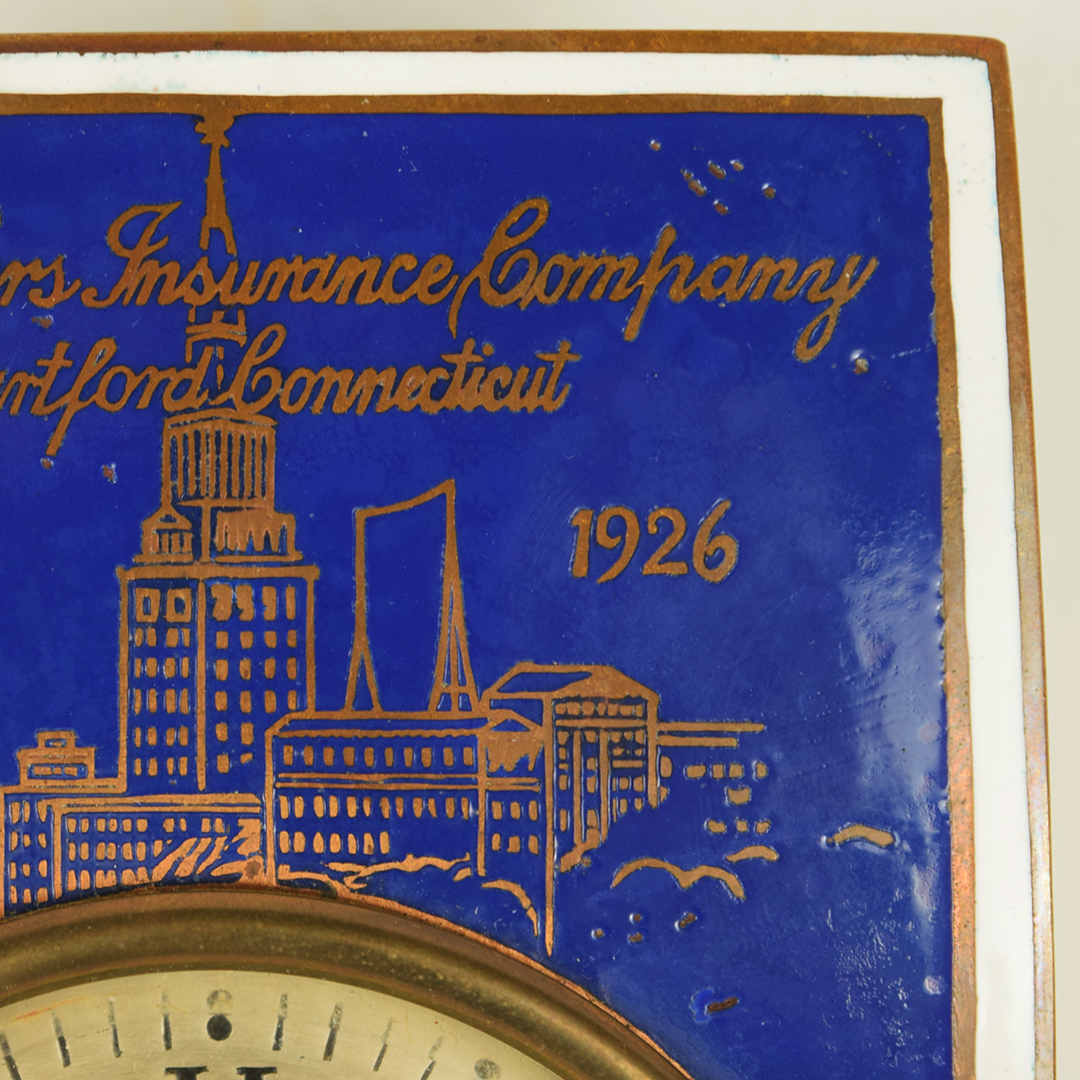 rs Insurance Company
rtford Connecticut
1926